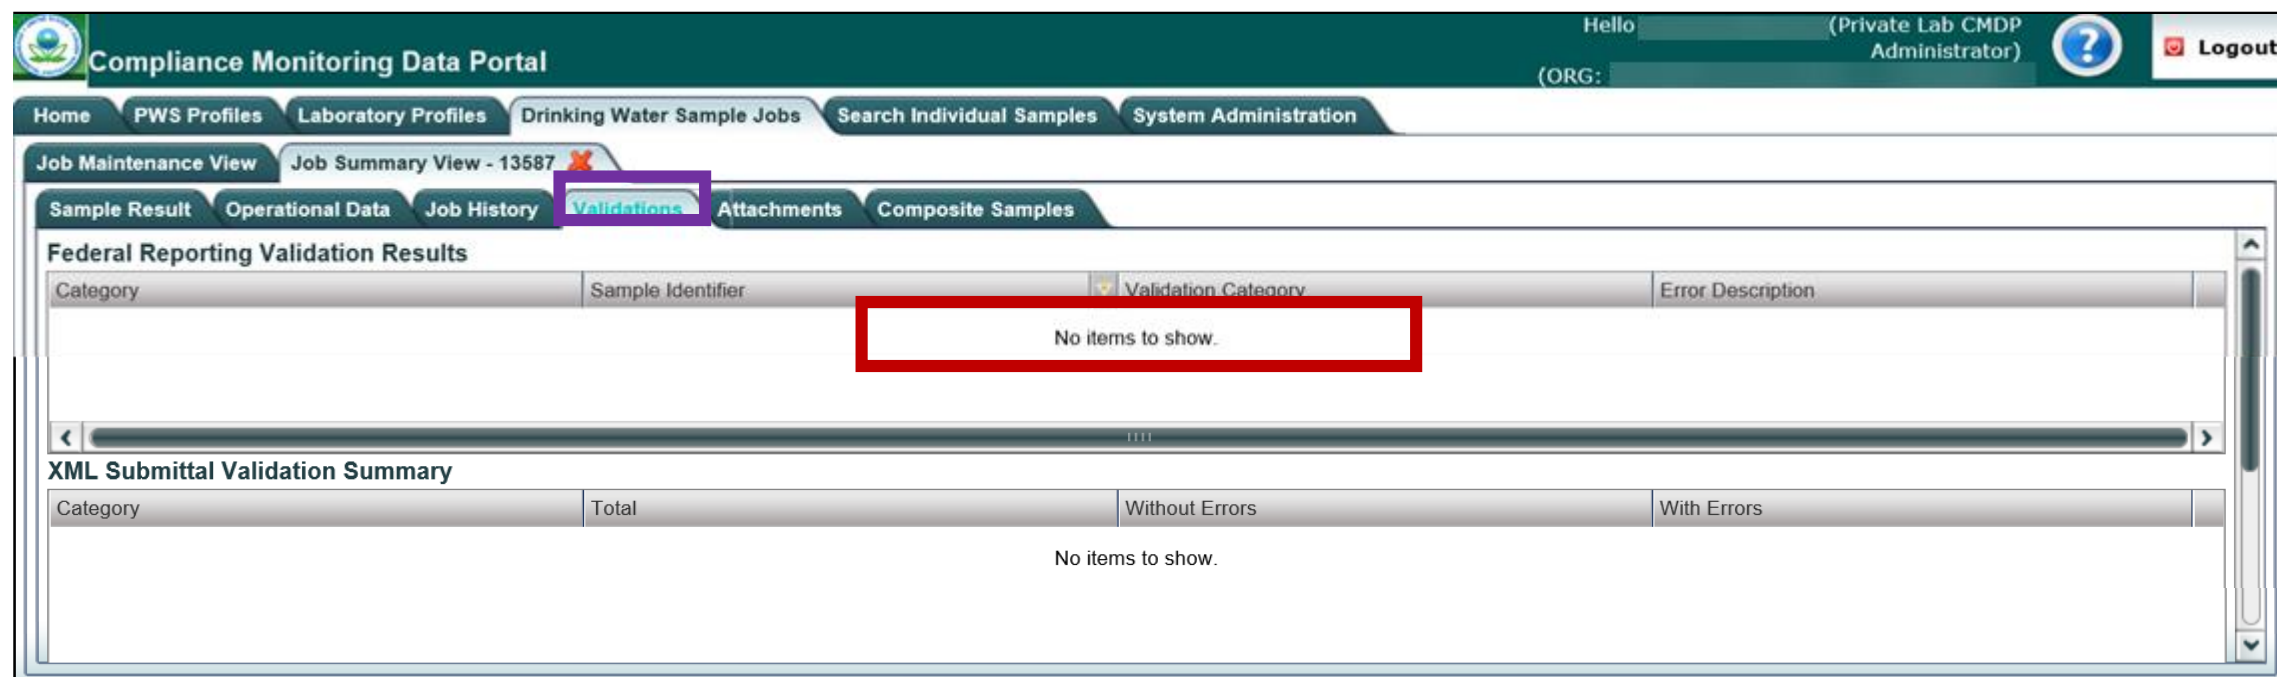 Hello (Private Lab CMDP
Administrator)
(ORG:
Compliance Monitoring Data Portal
Logout
Home PWS Profiles Laboratory Profiles Drinking Water Sample Jobs Search Individual Samples System Administration
Job Maintenance View Job Summary View - 13587
Sample Result Operational Data Job History Validations Attachments Composite Samples
Federal Reporting Validation Results
Category Sample Identifier Validation Category Error Description
No items to show.
XML Submittal Validation Summary
Category Total Without Errors With Errors
No items to show.